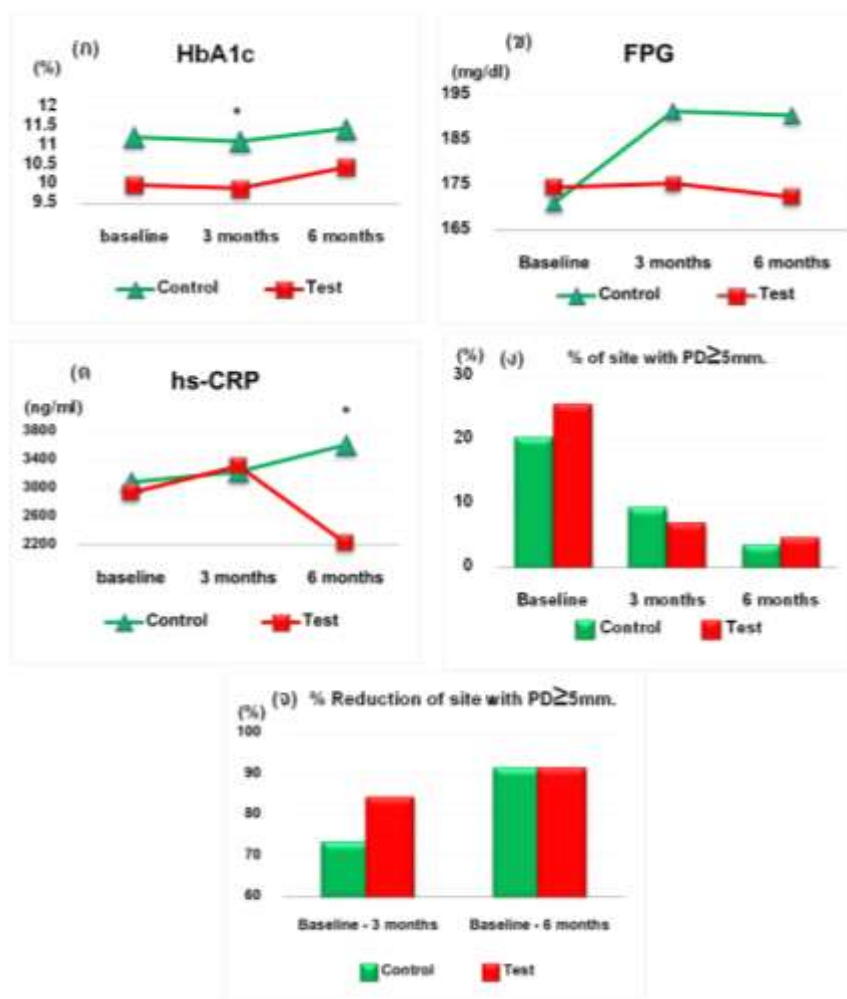 (ก) HbA1c
(%)
12
11.5
11
10.5
10
9.5
*
baseline 3 months 6 months
Control Test
(ข) FPG
(mg/dl)
195
185
175
165
Baseline 3 months 6 months
Control Test
(ค) hs-CRP
(ng/ml)
3800
3400
3000
2600
2200
*
baseline 3 months 6 months
Control Test
(%) (ง) % of site with PD≥5mm.
30
20
10
0
Baseline 3 months 6 months
Control Test
(จ) % Reduction of site with PD≥5mm.
(%)
100
90
80
70
60
Baseline - 3 months Baseline - 6 months
Control Test